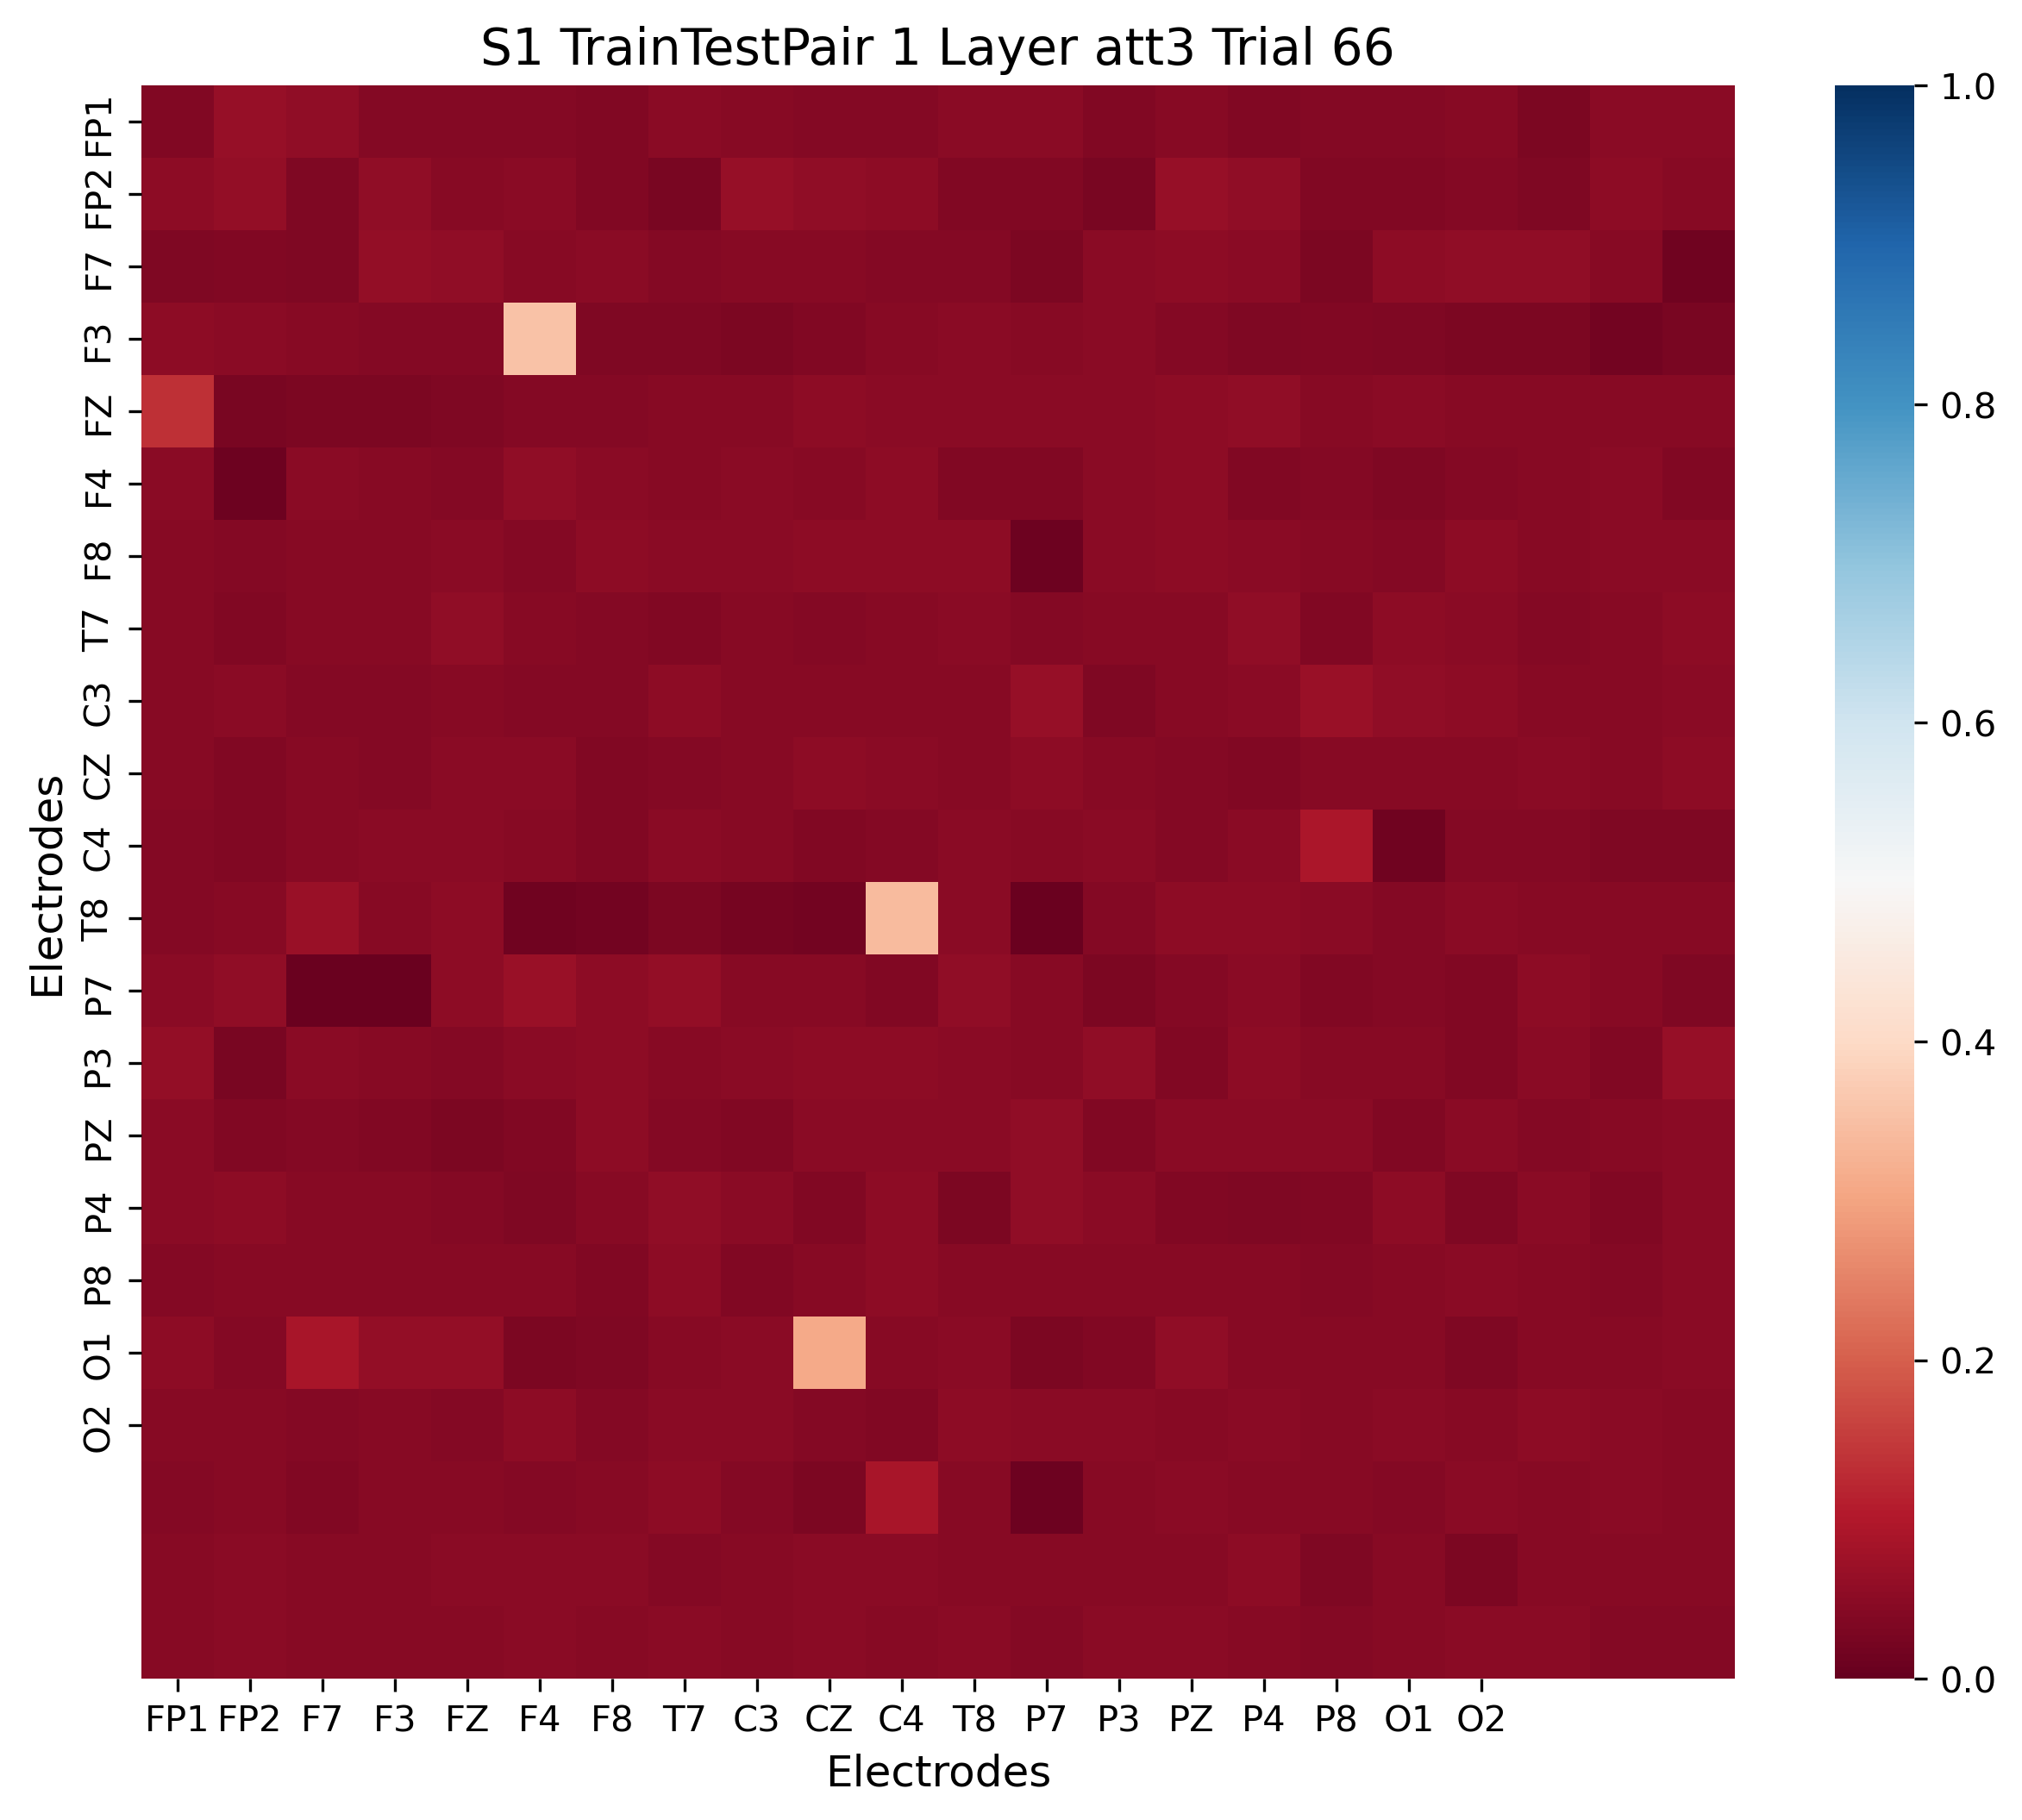 S1 TrainTestPair 1 Layer att3 Trial 66
Electrodes
FP1
FP2
F7
F3
FZ
F4
F8
T7
C3
CZ
C4
T8
P7
P3
PZ
P4
P8
O1
O2
FP1 FP2 F7 F3 FZ F4 F8 T7 C3 CZ C4 T8 P7 P3 PZ P4 P8 O1 O2
Electrodes
1.0
0.8
0.6
0.4
0.2
0.0